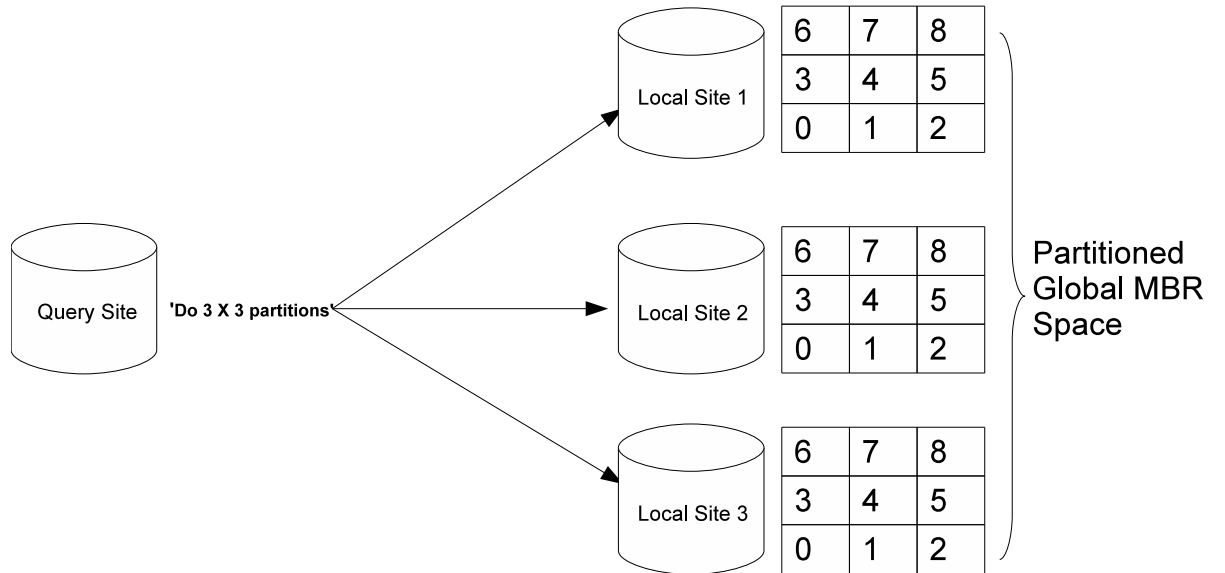 Query Site
'Do 3 X 3 partitions'
Local Site 1
6 7 8
3 4 5
0 1 2
Local Site 2
6 7 8
3 4 5
0 1 2
Local Site 3
6 7 8
3 4 5
0 1 2
Partitioned
Global MBR
Space